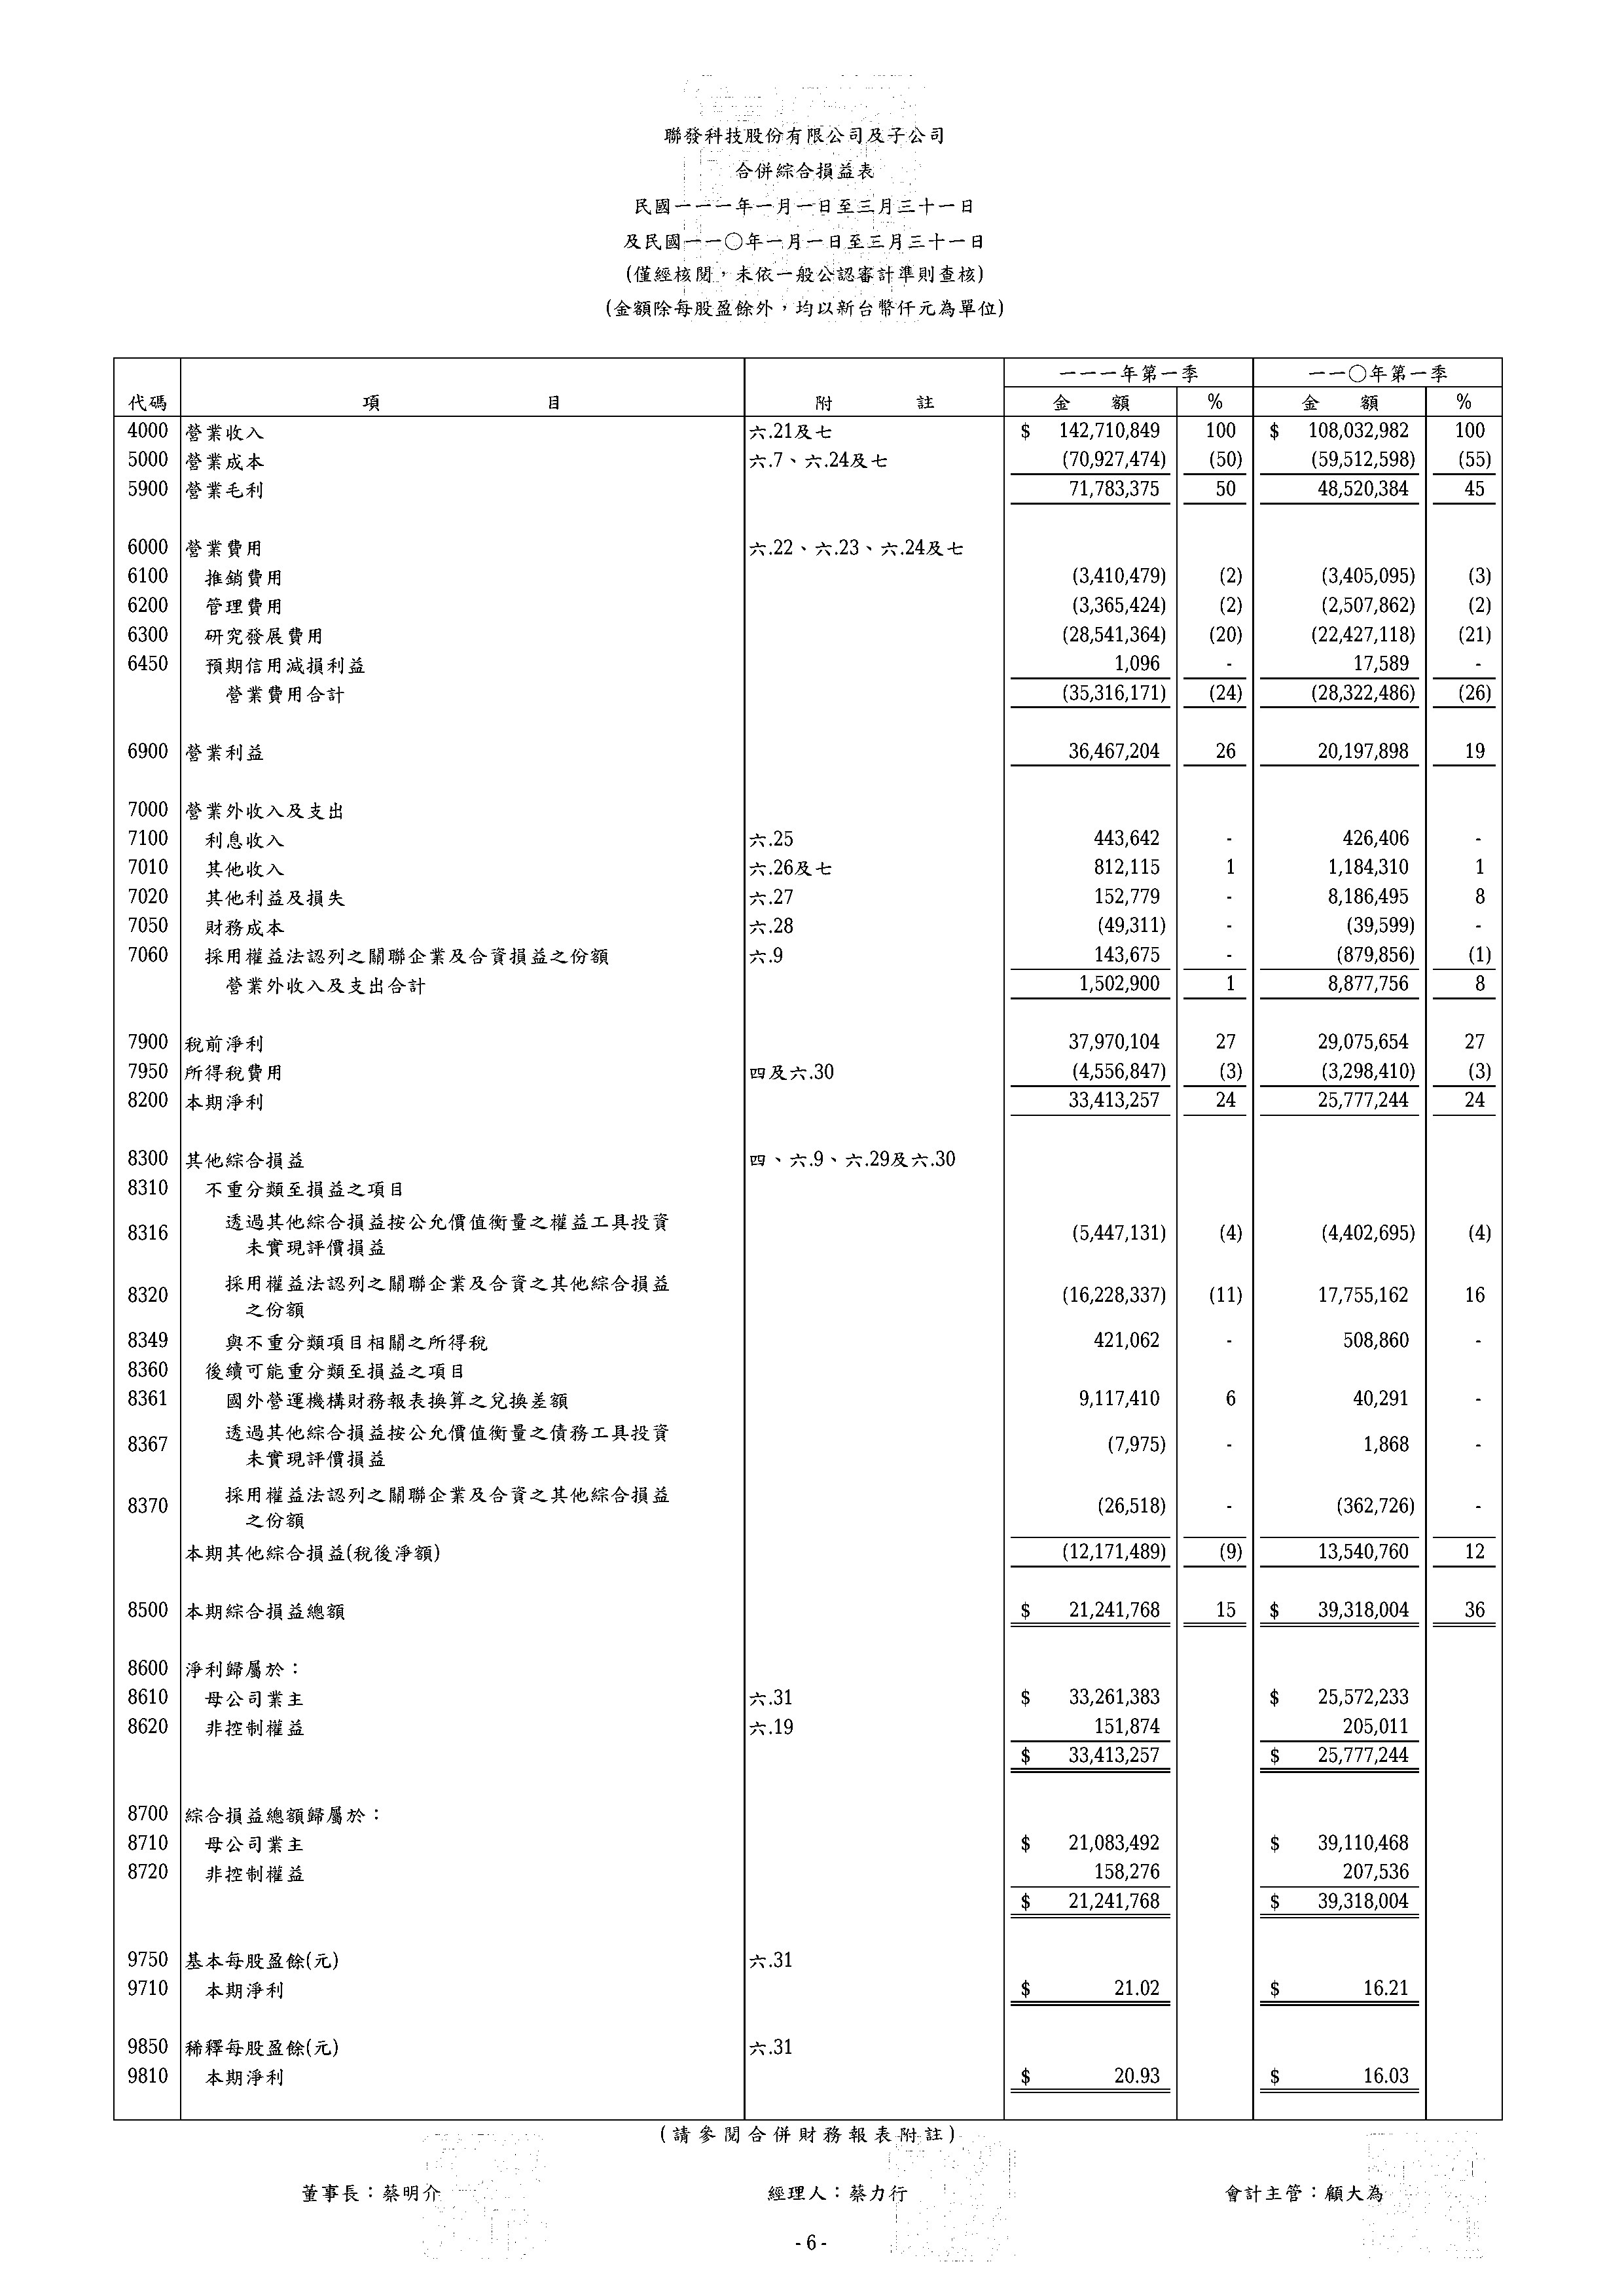 聯發科技股份有限公司及子公司
合併綜合損益表
民國一一一年一月一日至三月三十一日
及民國一一〇年一月一日至三月三十一日
(僅經核閱，未依一般公認審計準則查核)
(金額除每股盈餘外，均以新台幣仟元為單位)
一一一年第一季 一一〇年第一季
代碼 項 目 附 註 金 額 % 金 額 %
4000 營業收入 六.21及七 $ 142,710,849 100 $ 108,032,982 100
5000 營業成本 六.7、六.24及七 (70,927,474) (50) (59,512,598) (55)
5900 營業毛利 71,783,375 50 48,520,384 45
6000 營業費用 六.22、六.23、六.24及七
6100 推銷費用 (3,410,479) (2) (3,405,095) (3)
6200 管理費用 (3,365,424) (2) (2,507,862) (2)
6300 研究發展費用 (28,541,364) (20) (22,427,118) (21)
6450 預期信用減損利益 1,096 - 17,589 -
營業費用合計 (35,316,171) (24) (28,322,486) (26)
6900 營業利益 36,467,204 26 20,197,898 19
7000 營業外收入及支出
7100 利息收入 六.25 443,642 - 426,406 -
7010 其他收入 六.26及七 812,115 1 1,184,310 1
7020 其他利益及損失 六.27 152,779 - 8,186,495 8
7050 財務成本 六.28 (49,311) - (39,599) -
7060 採用權益法認列之關聯企業及合資損益之份額 六.9 143,675 - (879,856) (1)
營業外收入及支出合計 1,502,900 1 8,877,756 8
7900 稅前淨利 37,970,104 27 29,075,654 27
7950 所得稅費用 四及六.30 (4,556,847) (3) (3,298,410) (3)
8200 本期淨利 33,413,257 24 25,777,244 24
8300 其他綜合損益 四、六.9、六.29及六.30
8310 不重分類至損益之項目
8316 透過其他綜合損益按公允價值衡量之權益工具投資
未實現評價損益 (5,447,131) (4) (4,402,695) (4)
8320 採用權益法認列之關聯企業及合資之其他綜合損益
之份額 (16,228,337) (11) 17,755,162 16
8349 與不重分類項目相關之所得稅 421,062 - 508,860 -
8360 後續可能重分類至損益之項目
8361 國外營運機構財務報表換算之兌換差額 9,117,410 6 40,291 -
8367 透過其他綜合損益按公允價值衡量之債務工具投資
未實現評價損益 (7,975) - 1,868 -
8370 採用權益法認列之關聯企業及合資之其他綜合損益
之份額 (26,518) - (362,726) -
本期其他綜合損益(稅後淨額) (12,171,489) (9) 13,540,760 12
8500 本期綜合損益總額 $ 21,241,768 15 $ 39,318,004 36
8600 淨利歸屬於：
8610 母公司業主 六.31 $ 33,261,383 $ 25,572,233
8620 非控制權益 六.19 151,874 205,011
$ 33,413,257 $ 25,777,244
8700 綜合損益總額歸屬於：
8710 母公司業主 $ 21,083,492 $ 39,110,468
8720 非控制權益 158,276 207,536
$ 21,241,768 $ 39,318,004
9750 基本每股盈餘(元) 六.31
9710 本期淨利 $ 21.02 $ 16.21
9850 稀釋每股盈餘(元) 六.31
9810 本期淨利 $ 20.93 $ 16.03
(請參閱合併財務報表附註)
董事長：蔡明介 經理人：蔡力行 會計主管：顧大為
- 6 -